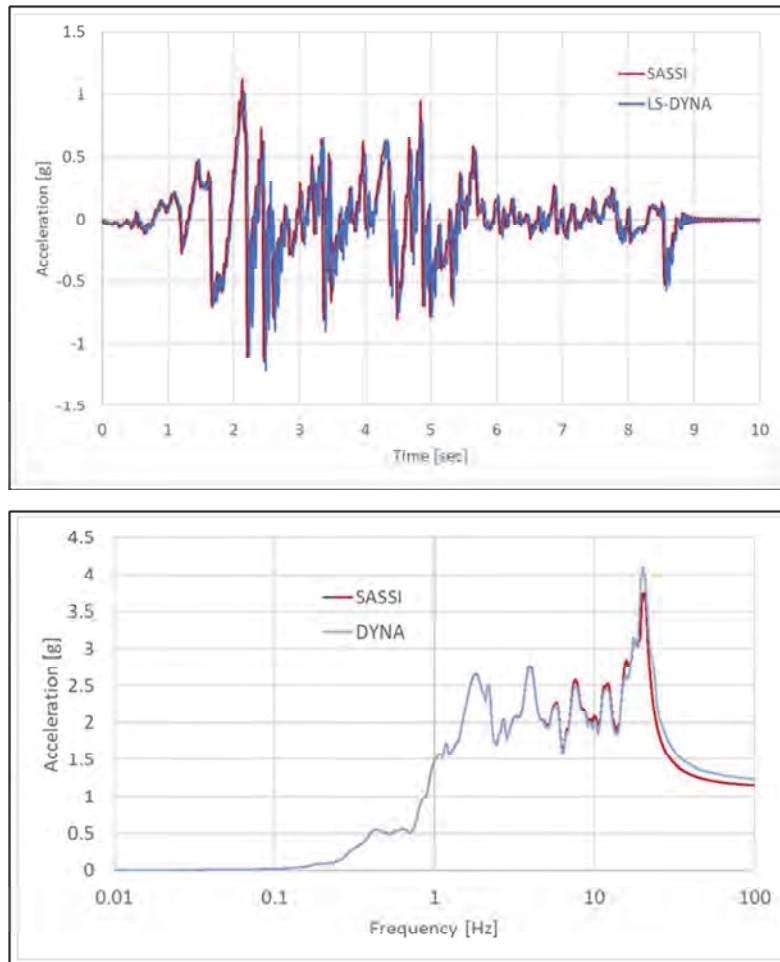 1.5
1
0.5
0
-0.5
-1
-1.5
Acceleration [g]
SASSI
LS-DYNA
0 1 2 3 4 5 6 7 8 9 10
Time [sec]
4.5
4
3.5
3
2.5
2
1.5
1
0.5
0
Acceleration [g]
SASSI
DYNA
0.01 0.1 1 10 100
Frequency [Hz]